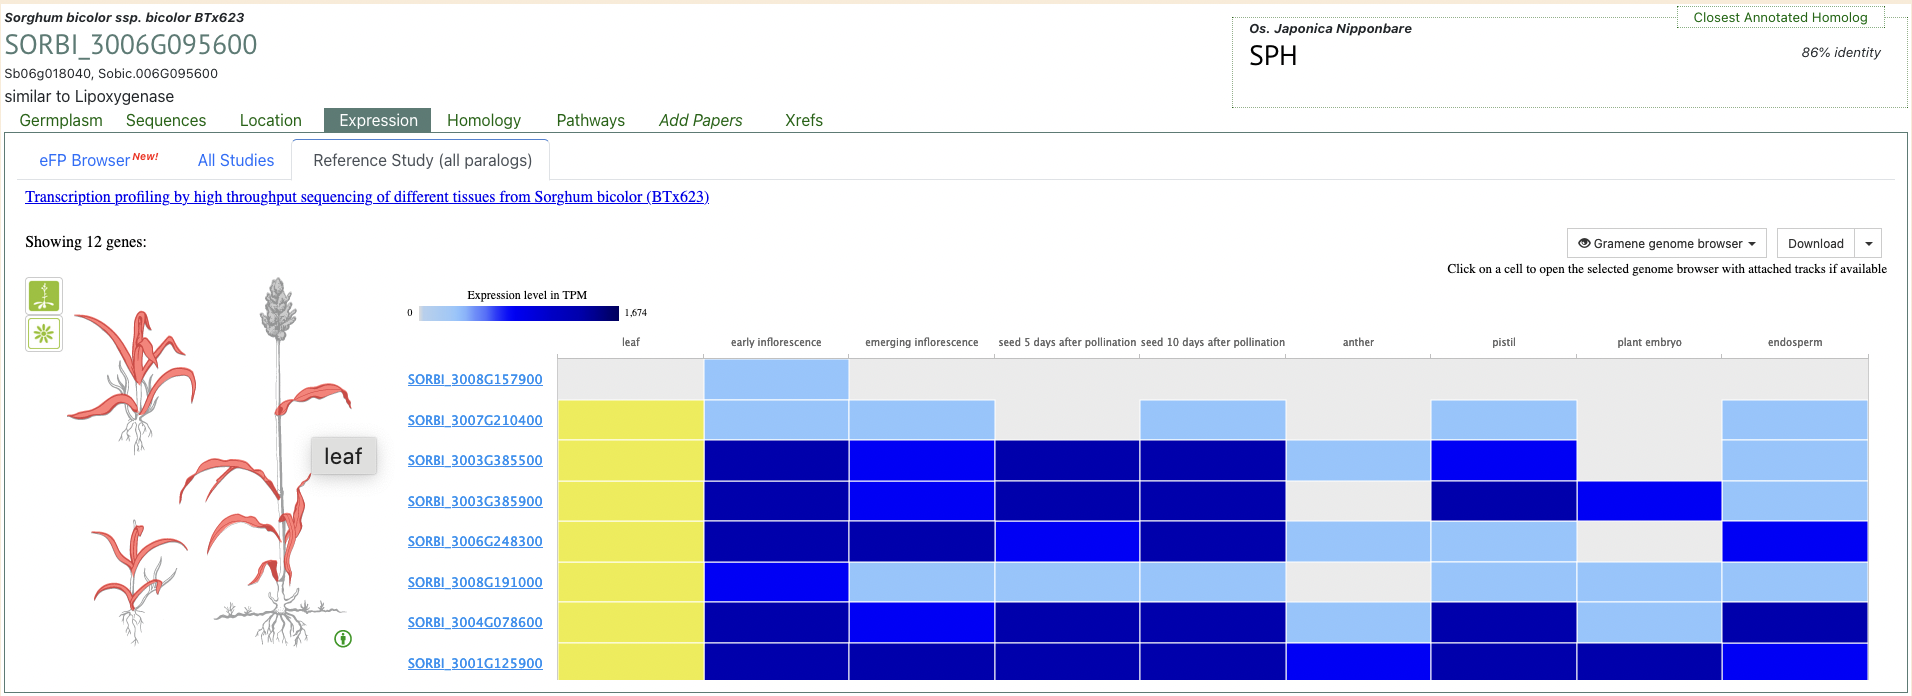 Sorghum bicolor ssp. bicolor BTx623
SORBI_3006G095600
Sb06g018040, Sobic.006G095600
similar to Lipoxygenase
Closest Annotated Homolog
Os. Japonica Nipponbare
SPH
86% identity
Germplasm Sequences Location Expression Homology Pathways Add Papers Xrefs
eFP Browser New! All Studies Reference Study (all paralogs)
Transcription profiling by high throughput sequencing of different tissues from Sorghum bicolor (BTx623)
Showing 12 genes:
Gramene genome browser Download
Click on a cell to open the selected genome browser with attached tracks if available
Expression level in TPM
0 1,674
leaf early inflorescence emerging inflorescence seed 5 days after pollination seed 10 days after pollination anther pistil plant embryo endosperm
SORBI_3008G157900
SORBI_3007G210400
leaf
SORBI_3003G385500
SORBI_3003G385900
SORBI_3006G248300
SORBI_3008G191000
SORBI_3004G078600
SORBI_3001G125900